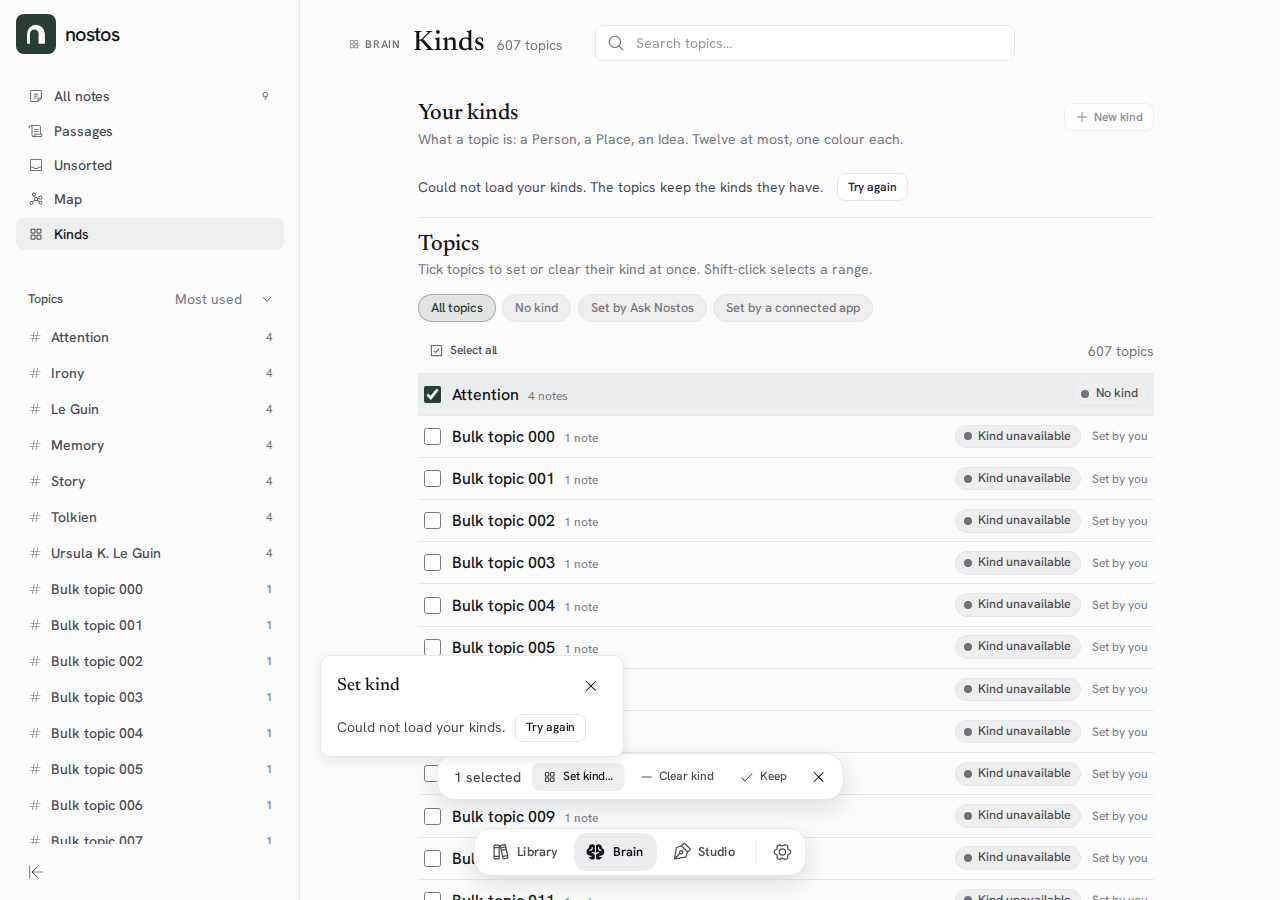 nostos
All notes 9
Passages
Unsorted
Map
Kinds
Topics Most used
# Attention 4
# Irony 4
# Le Guin 4
# Memory 4
# Story 4
# Tolkien 4
# Ursula K. Le Guin 4
# Bulk topic 000 1
# Bulk topic 001 1
# Bulk topic 002 1
# Bulk topic 003 1
# Bulk topic 004 1
# Bulk topic 005 1
# Bulk topic 006 1
# Bulk topic 007 1
BRAIN Kinds 607 topics
Search topics...
Your kinds
New kind
What a topic is: a Person, a Place, an Idea. Twelve at most, one colour each.
Could not load your kinds. The topics keep the kinds they have. Try again
Topics
Tick topics to set or clear their kind at once. Shift-click selects a range.
All topics No kind Set by Ask Nostos Set by a connected app
Select all 607 topics
Attention 4 notes No kind
Bulk topic 000 1 note Kind unavailable Set by you
Bulk topic 001 1 note Kind unavailable Set by you
Bulk topic 002 1 note Kind unavailable Set by you
Bulk topic 003 1 note Kind unavailable Set by you
Bulk topic 004 1 note Kind unavailable Set by you
Bulk topic 005 1 note Kind unavailable Set by you
Kind unavailable Set by you
Kind unavailable Set by you
Kind unavailable Set by you
Bulk topic 009 1 note Kind unavailable Set by you
Kind unavailable Set by you
Bulk topic 011 Set by you
Set kind
Could not load your kinds. Try again
1 selected Set kind... Clear kind Keep
Library Brain Studio